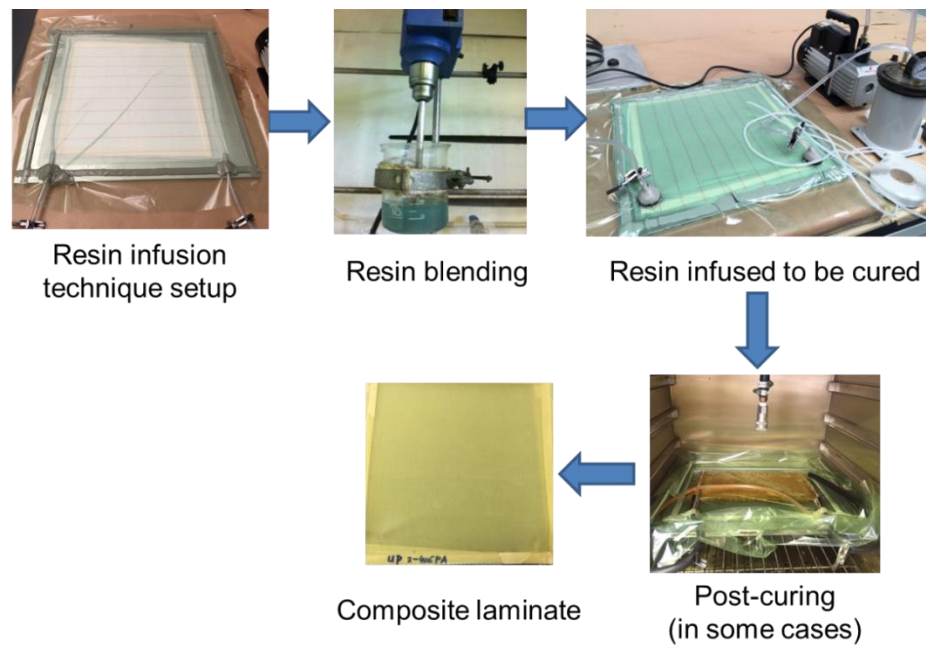 Resin infusion
technique setup
Resin blending
Resin infused to be cured
Post-curing
(in some cases)
Composite laminate